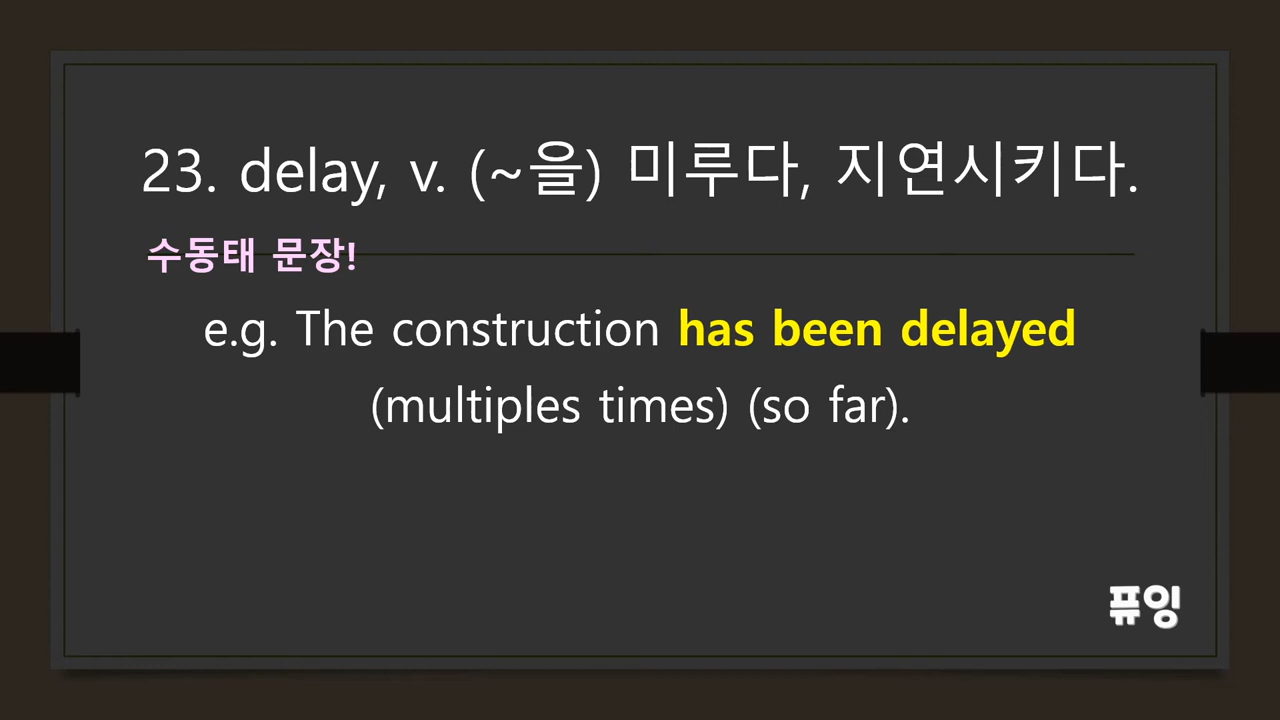 23. delay, v. (~을) 미루다, 지연시키다.
수동태 문장!
e.g. The construction has been delayed
(multiples times) (so far).
퓨잉